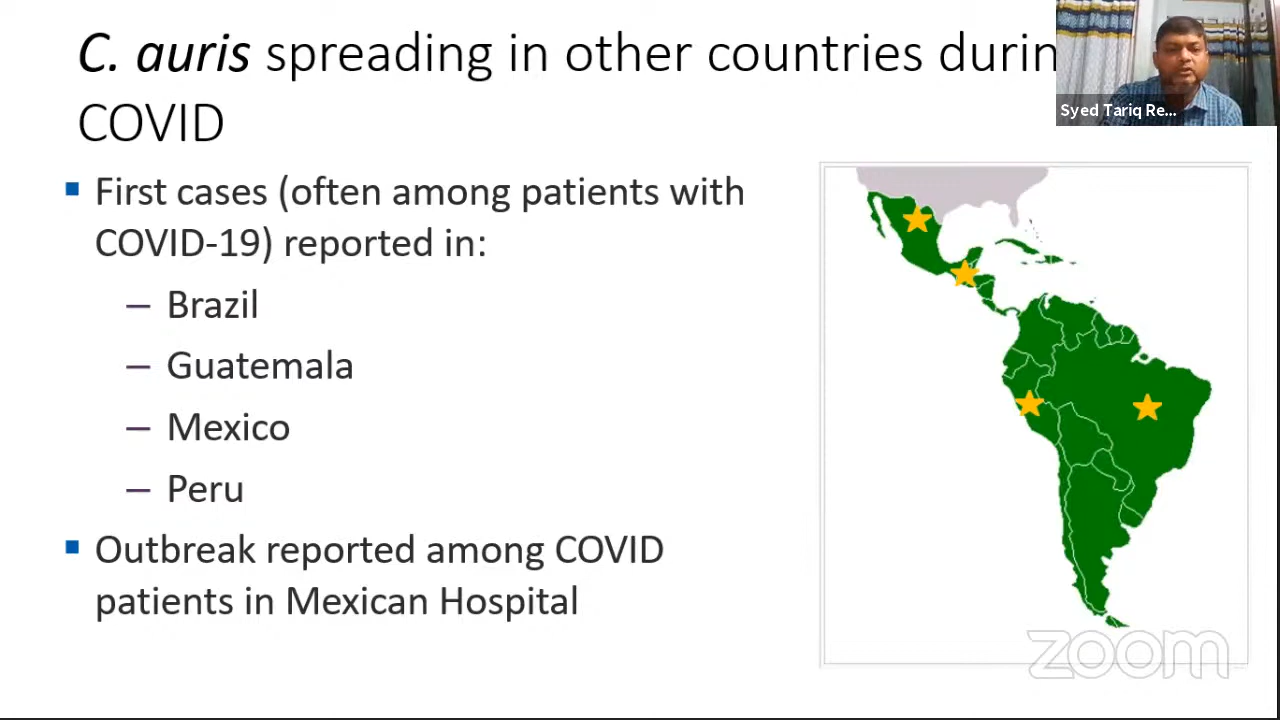 C. auris spreading in other countries durin
COVID
Syed Tariq Re...
▪ First cases (often among patients with
COVID-19) reported in:
– Brazil
– Guatemala
– Mexico
– Peru
▪ Outbreak reported among COVID
patients in Mexican Hospital
zoom